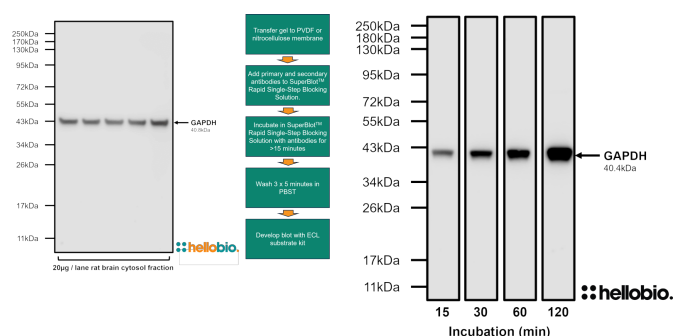 250kDa
170kDa
130kDa
95kDa
72kDa
55kDa
43kDa
34kDa
26kDa
17kDa
11kDa
GAPDH
40.8kDa
20µg / lane rat brain cytosol fraction
hellobio.
Transfer gel to PVDF or
nitrocellulose membrane
Add primary and secondary
antibodies to SuperBlot™
Rapid Single-Step Blocking
Solution.
Incubate in SuperBlot™
Rapid Single-Step Blocking
Solution with antibodies for
>15 minutes
Wash 3 x 5 minutes in
PBST
Develop blot with ECL
substrate kit
250kDa
180kDa
130kDa
95kDa
72kDa
55kDa
43kDa
34kDa
26kDa
17kDa
11kDa
GAPDH
40.4kDa
hellobio.
15 30 60 120
Incubation (min)